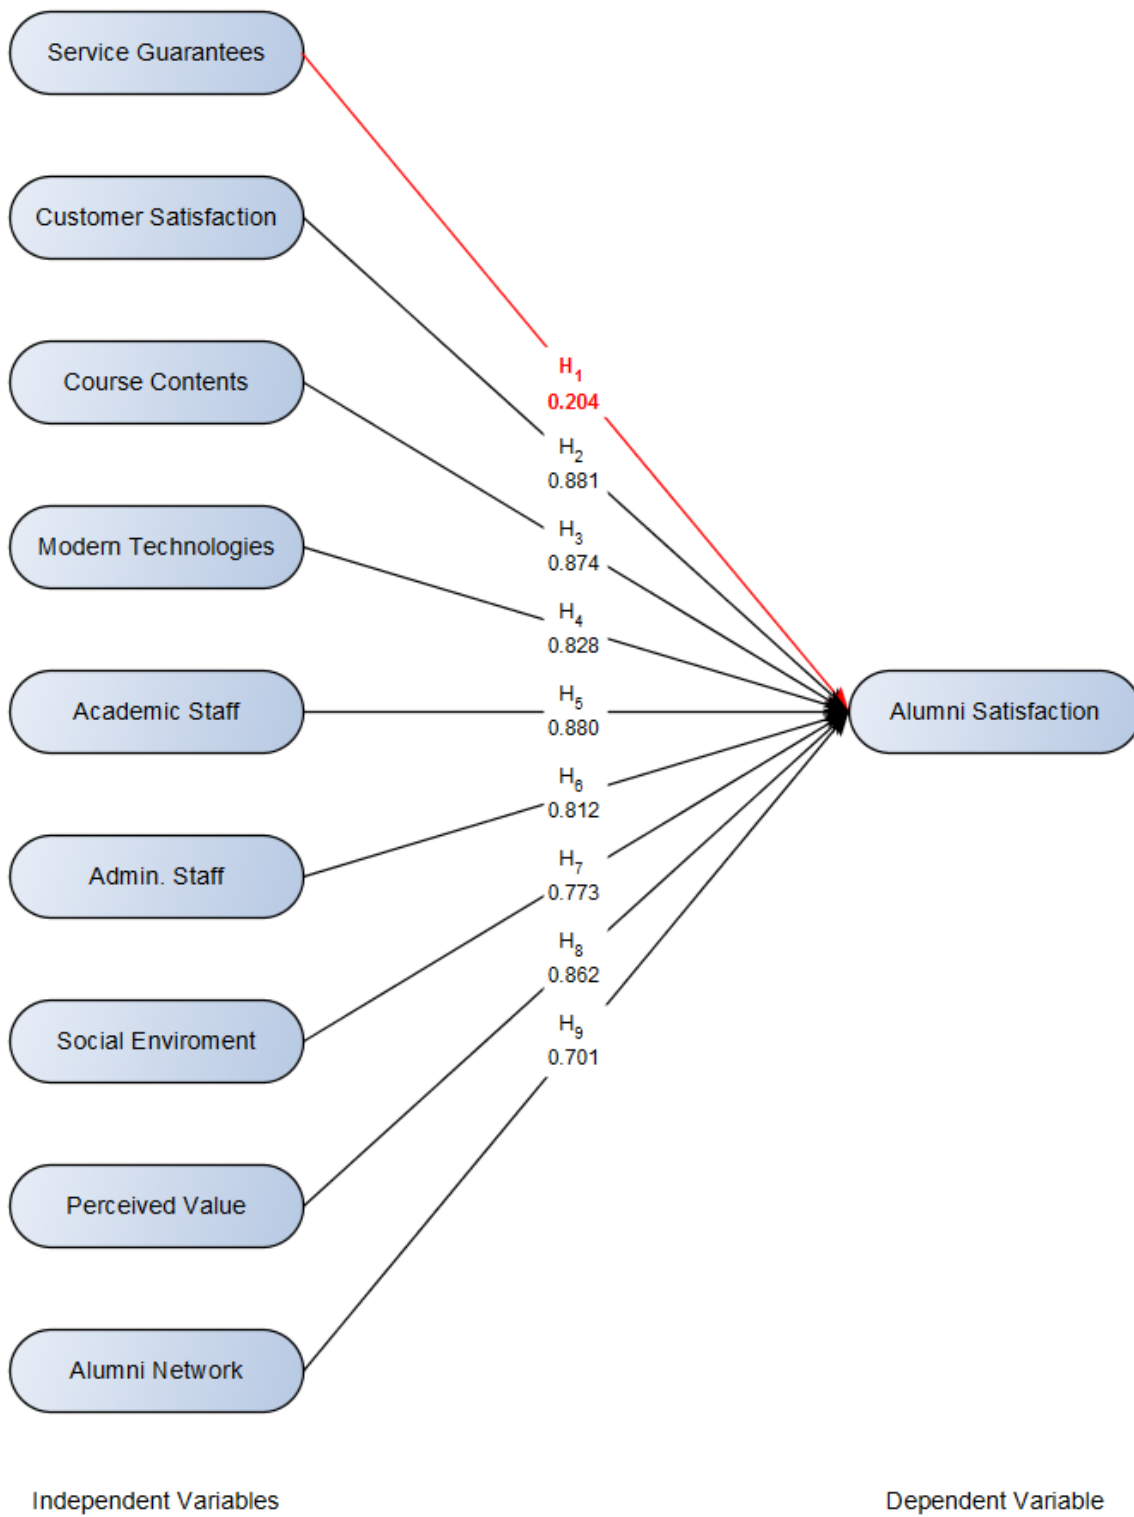 Service Guarantees
Customer Satisfaction
Course Contents
Modern Technologies
Academic Staff
Admin. Staff
Social Enviroment
Perceived Value
Alumni Network
H1
0.204
H2
0.881
H3
0.874
H4
0.828
H5
0.880
H6
0.812
H7
0.773
H8
0.862
H9
0.701
Alumni Satisfaction
Independent Variables
Dependent Variable